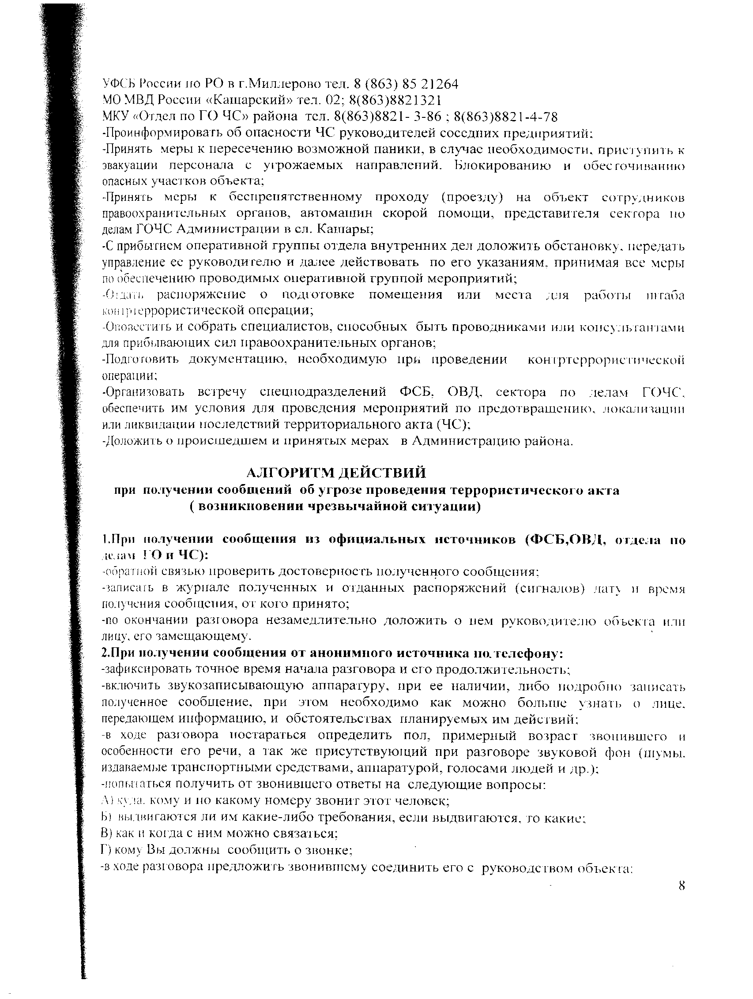 УФСБ России по РО в г.Миллерово тел. 8 (863) 85 21264
МО МВД России «Кашарский» тел. 02; 8(863)8821321
МКУ «Отдел по ГО ЧС» района тел. 8(863)8821- 3-86 ; 8(863)8821-4-78
-Проинформировать об опасности ЧС руководителей соседних предприятий;
-Принять меры к пересечению возможной паники, в случае необходимости, приступить к
эвакуации персонала с угрожаемых направлений. Блокированию и обесточиванию
опасных участков объекта;
-Принять меры к беспрепятственному проходу (проезду) на объект сотрудников
правоохранительных органов, автомашин скорой помощи, представителя сектора по
делам ГОЧС Администрации в сл. Кашары;
-С прибытием оперативной группы отдела внутренних дел доложить обстановку, передать
управление ее руководителю и далее действовать по его указаниям, принимая все меры
по обеспечению проводимых оперативной группой мероприятий;
-Отдать распоряжение о подготовке помещения или места для работы штаба
контртеррористической операции;
-Оповестить и собрать специалистов, способных быть проводниками или консультантами
для прибывающих сил правоохранительных органов;
-Подготовить документацию, необходимую при проведении контртеррористической
операции;
-Организовать встречу спецподразделений ФСБ, ОВД, сектора по делам ГОЧС,
обеспечить им условия для проведения мероприятий по предотвращению, локализации
или ликвидации последствий территориального акта (ЧС);
-Доложить о происшедшем и принятых мерах в Администрацию района.
АЛГОРИТМ ДЕЙСТВИЙ
при получении сообщений об угрозе проведения террористического акта
( возникновении чрезвычайной ситуации)
1.При получении сообщения из официальных источников (ФСБ,ОВД, отдела по
делам ГО и ЧС):
-обратной связью проверить достоверность полученного сообщения;
-записать в журнале полученных и отданных распоряжений (сигналов) дату и время
получения сообщения, от кого принято;
-по окончании разговора незамедлительно доложить о нем руководителю объекта или
лицу, его замещающему.
2.При получении сообщения от анонимного источника по телефону:
-зафиксировать точное время начала разговора и его продолжительность;
-включить звукозаписывающую аппаратуру, при ее наличии, либо подробно записать
полученное сообщение, при этом необходимо как можно больше узнать о лице,
передающем информацию, и обстоятельствах планируемых им действий;
-в ходе разговора постараться определить пол, примерный возраст звонившего и
особенности его речи, а так же присутствующий при разговоре звуковой фон (шумы,
издаваемые транспортными средствами, аппаратурой, голосами людей и др.);
-попытаться получить от звонившего ответы на следующие вопросы:
А) куда, кому и по какому номеру звонит этот человек;
Б) выдвигаются ли им какие-либо требования, если выдвигаются, то какие;
В) как и когда с ним можно связаться;
Г) кому Вы должны сообщить о звонке;
-в ходе разговора предложить звонившему соединить его с руководством объекта;
8